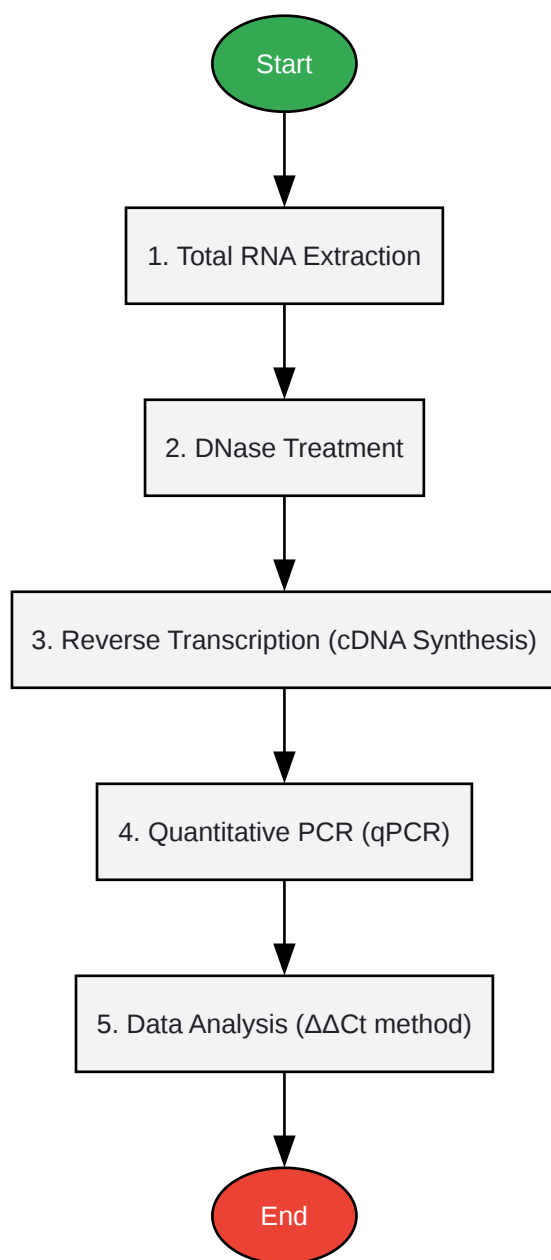 Start
1. Total RNA Extraction
2. DNase Treatment
3. Reverse Transcription (cDNA Synthesis)
4. Quantitative PCR (qPCR)
5. Data Analysis (ΔΔCt method)
End